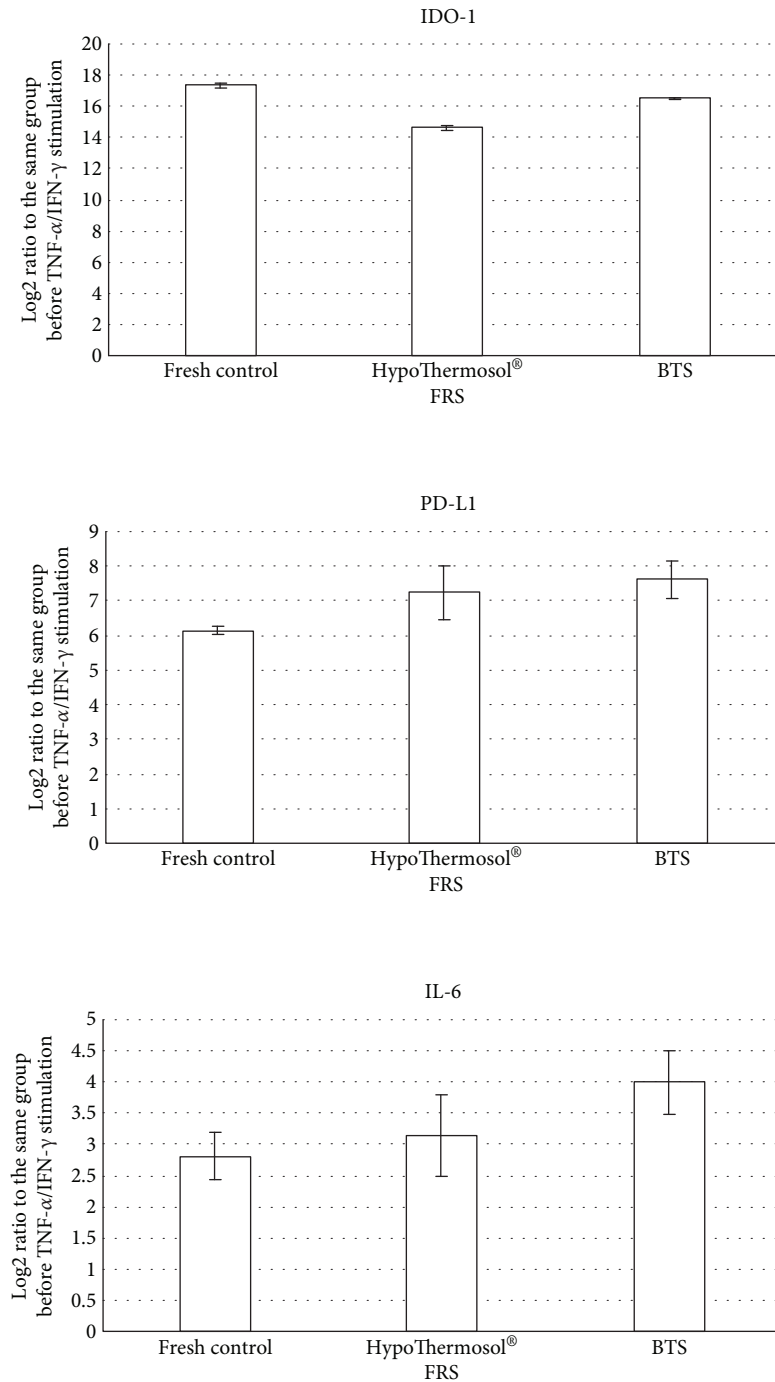 IDO-1
Log2 ratio to the same group
before TNF-α/IFN-γ stimulation
20
18
16
14
12
10
8
6
4
2
0
Fresh control
HypoThermosol®
FRS
BTS
PD-L1
Log2 ratio to the same group
before TNF-α/IFN-γ stimulation
9
8
7
6
5
4
3
2
1
0
Fresh control
HypoThermosol®
FRS
BTS
IL-6
Log2 ratio to the same group
before TNF-α/IFN-γ stimulation
5
4.5
4
3.5
3
2.5
2
1.5
1
0.5
0
Fresh control
HypoThermosol®
FRS
BTS